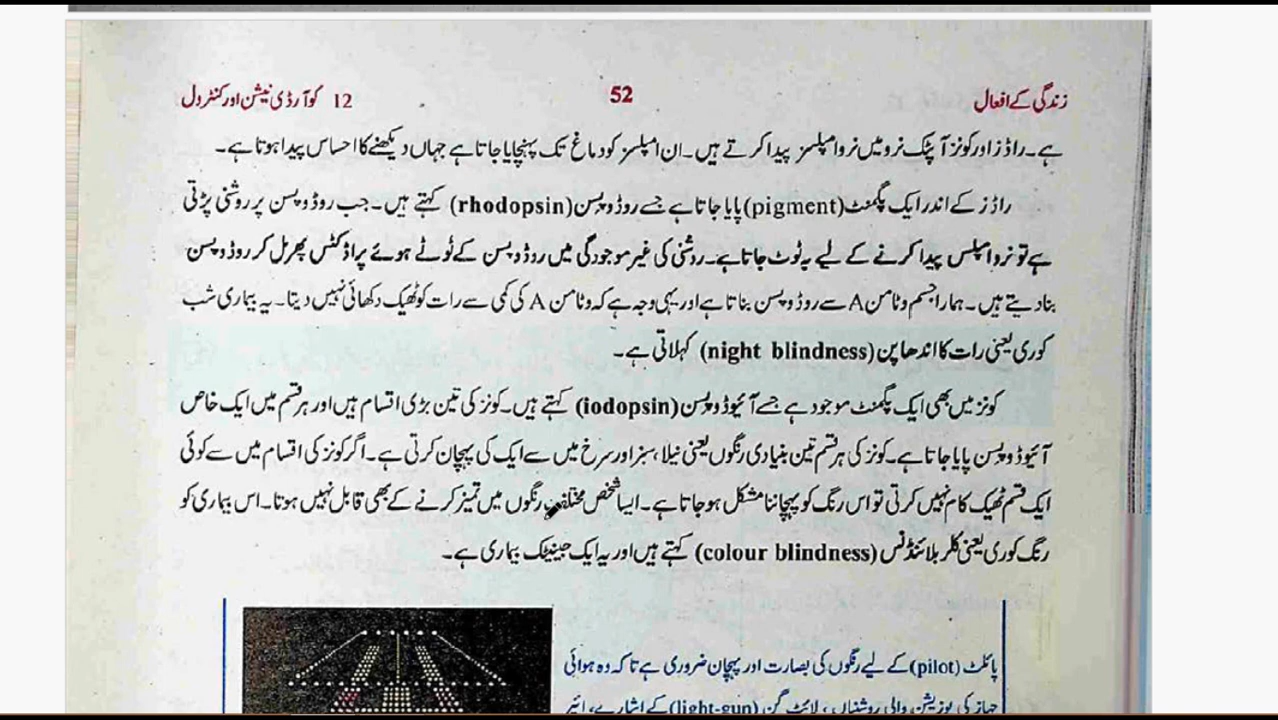 زندگی کے افعال 52 12 کوآرڈی نیشن اور کنٹرول
ہے۔ راڈز اور کونز آپٹک نرو میں نرو امپلسز پیدا کرتے ہیں۔ ان امپلسز کو دماغ تک پہنچایا جاتا ہے جہاں دیکھنے کا احساس پیدا ہوتا ہے۔
راڈز کے اندر ایک پگمنٹ (pigment) پایا جاتا ہے جسے روڈوپسن (rhodopsin) کہتے ہیں۔ جب روڈوپسن پر روشنی پڑتی
ہے تو نرو امپلس پیدا کرنے کے لیے یہ ٹوٹ جاتا ہے۔ روشنی کی غیر موجودگی میں روڈوپسن کے ٹوٹے ہوئے پراڈکٹس پھر مل کر روڈوپسن
بنا دیتے ہیں۔ ہمارا جسم وٹامن A سے روڈوپسن بناتا ہے اور یہی وجہ ہے کہ وٹامن A کی کمی سے رات کو ٹھیک دکھائی نہیں دیتا۔ یہ بیماری شب
کوری یعنی رات کا اندھا پن (night blindness) کہلاتی ہے۔
کونز میں بھی ایک پگمنٹ موجود ہے جسے آئیوڈوپسن (iodopsin) کہتے ہیں۔ کونز کی تین بڑی اقسام ہیں اور ہر قسم میں ایک خاص
آئیوڈوپسن پایا جاتا ہے۔ کونز کی ہر قسم تین بنیادی رنگوں یعنی نیلا، سبز اور سرخ میں سے ایک کی پہچان کرتی ہے۔ اگر کونز کی اقسام میں سے کوئی
ایک قسم ٹھیک کام نہیں کرتی تو اس رنگ کو پہچاننا مشکل ہو جاتا ہے۔ ایسا شخص مختلف رنگوں میں تمیز کرنے کے بھی قابل نہیں ہوتا۔ اس بیماری کو
رنگ کوری یعنی کلر بلائنڈنس (colour blindness) کہتے ہیں اور یہ ایک جینیٹک بیماری ہے۔
پائلٹ (pilot) کے لیے رنگوں کی بصارت اور پہچان ضروری ہے تاکہ وہ ہوائی
جہاز کی پوزیشن والی روشنیاں، لائٹ گن (light-gun) کے اشارے، ائیر